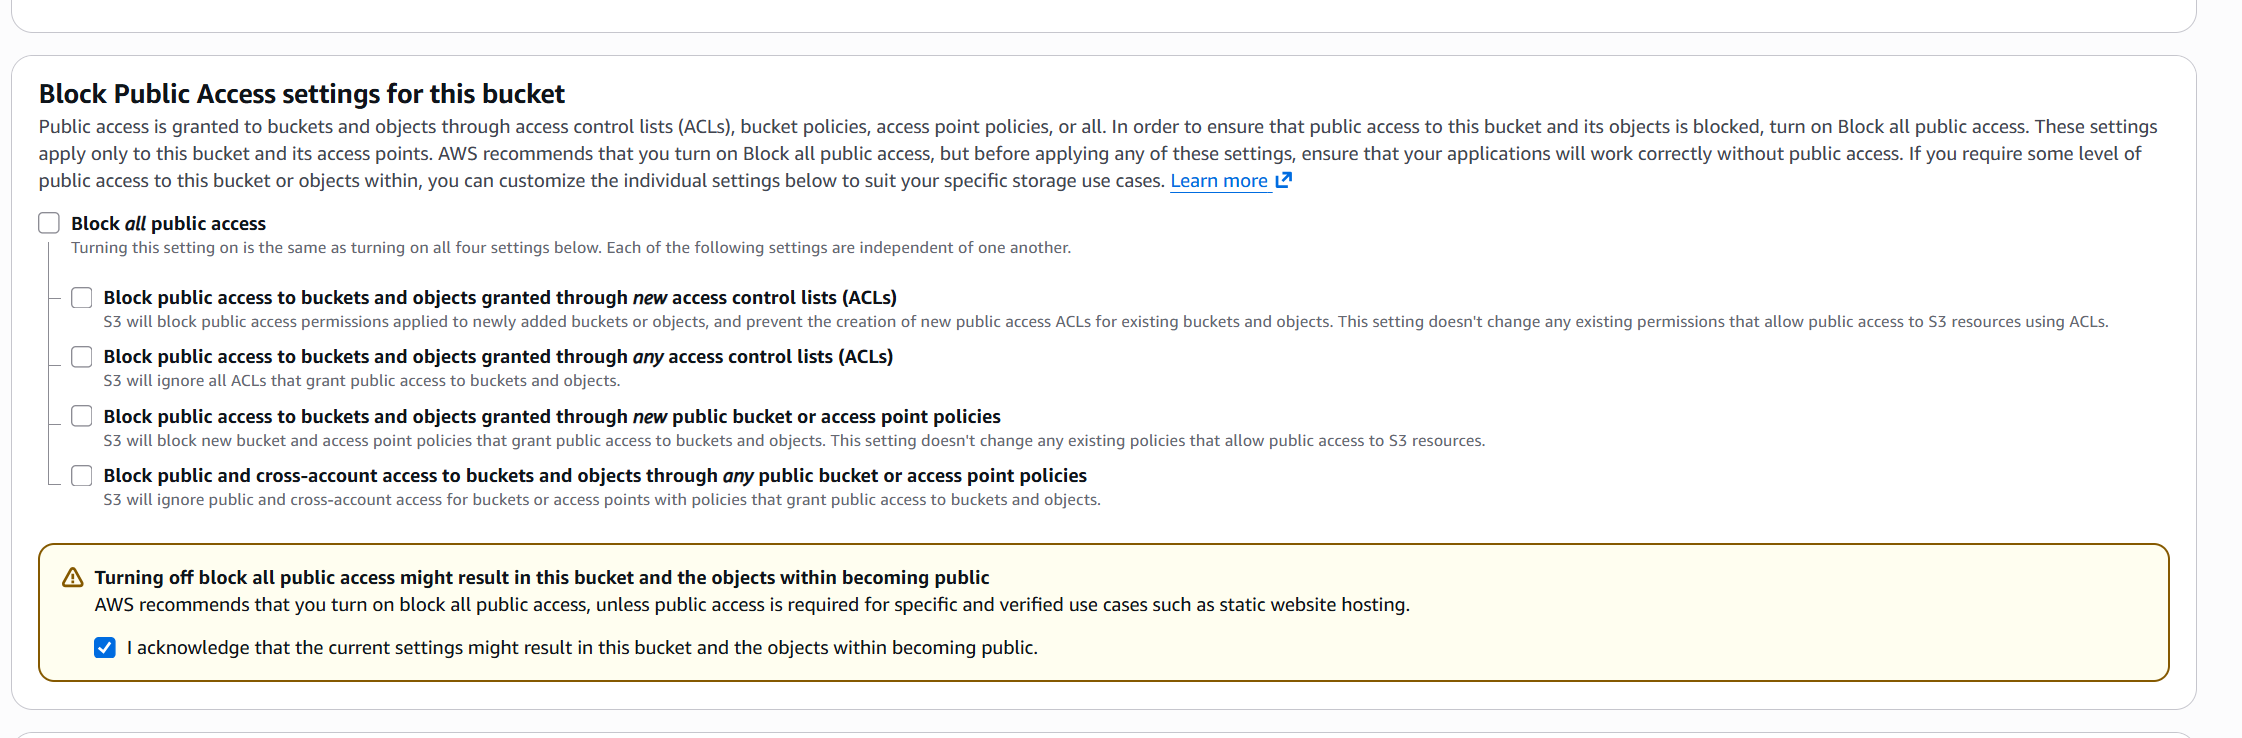 Block Public Access settings for this bucket
Public access is granted to buckets and objects through access control lists (ACLs), bucket policies, access point policies, or all. In order to ensure that public access to this bucket and its objects is blocked, turn on Block all public access. These settings
apply only to this bucket and its access points. AWS recommends that you turn on Block all public access, but before applying any of these settings, ensure that your applications will work correctly without public access. If you require some level of
public access to this bucket or objects within, you can customize the individual settings below to suit your specific storage use cases. Learn more
Block all public access
Turning this setting on is the same as turning on all four settings below. Each of the following settings are independent of one another.
Block public access to buckets and objects granted through new access control lists (ACLs)
S3 will block public access permissions applied to newly added buckets or objects, and prevent the creation of new public access ACLs for existing buckets and objects. This setting doesn't change any existing permissions that allow public access to S3 resources using ACLs.
Block public access to buckets and objects granted through any access control lists (ACLs)
S3 will ignore all ACLs that grant public access to buckets and objects.
Block public access to buckets and objects granted through new public bucket or access point policies
S3 will block new bucket and access point policies that grant public access to buckets and objects. This setting doesn't change any existing policies that allow public access to S3 resources.
Block public and cross-account access to buckets and objects through any public bucket or access point policies
S3 will ignore public and cross-account access for buckets or access points with policies that grant public access to buckets and objects.
Turning off block all public access might result in this bucket and the objects within becoming public
AWS recommends that you turn on block all public access, unless public access is required for specific and verified use cases such as static website hosting.
I acknowledge that the current settings might result in this bucket and the objects within becoming public.